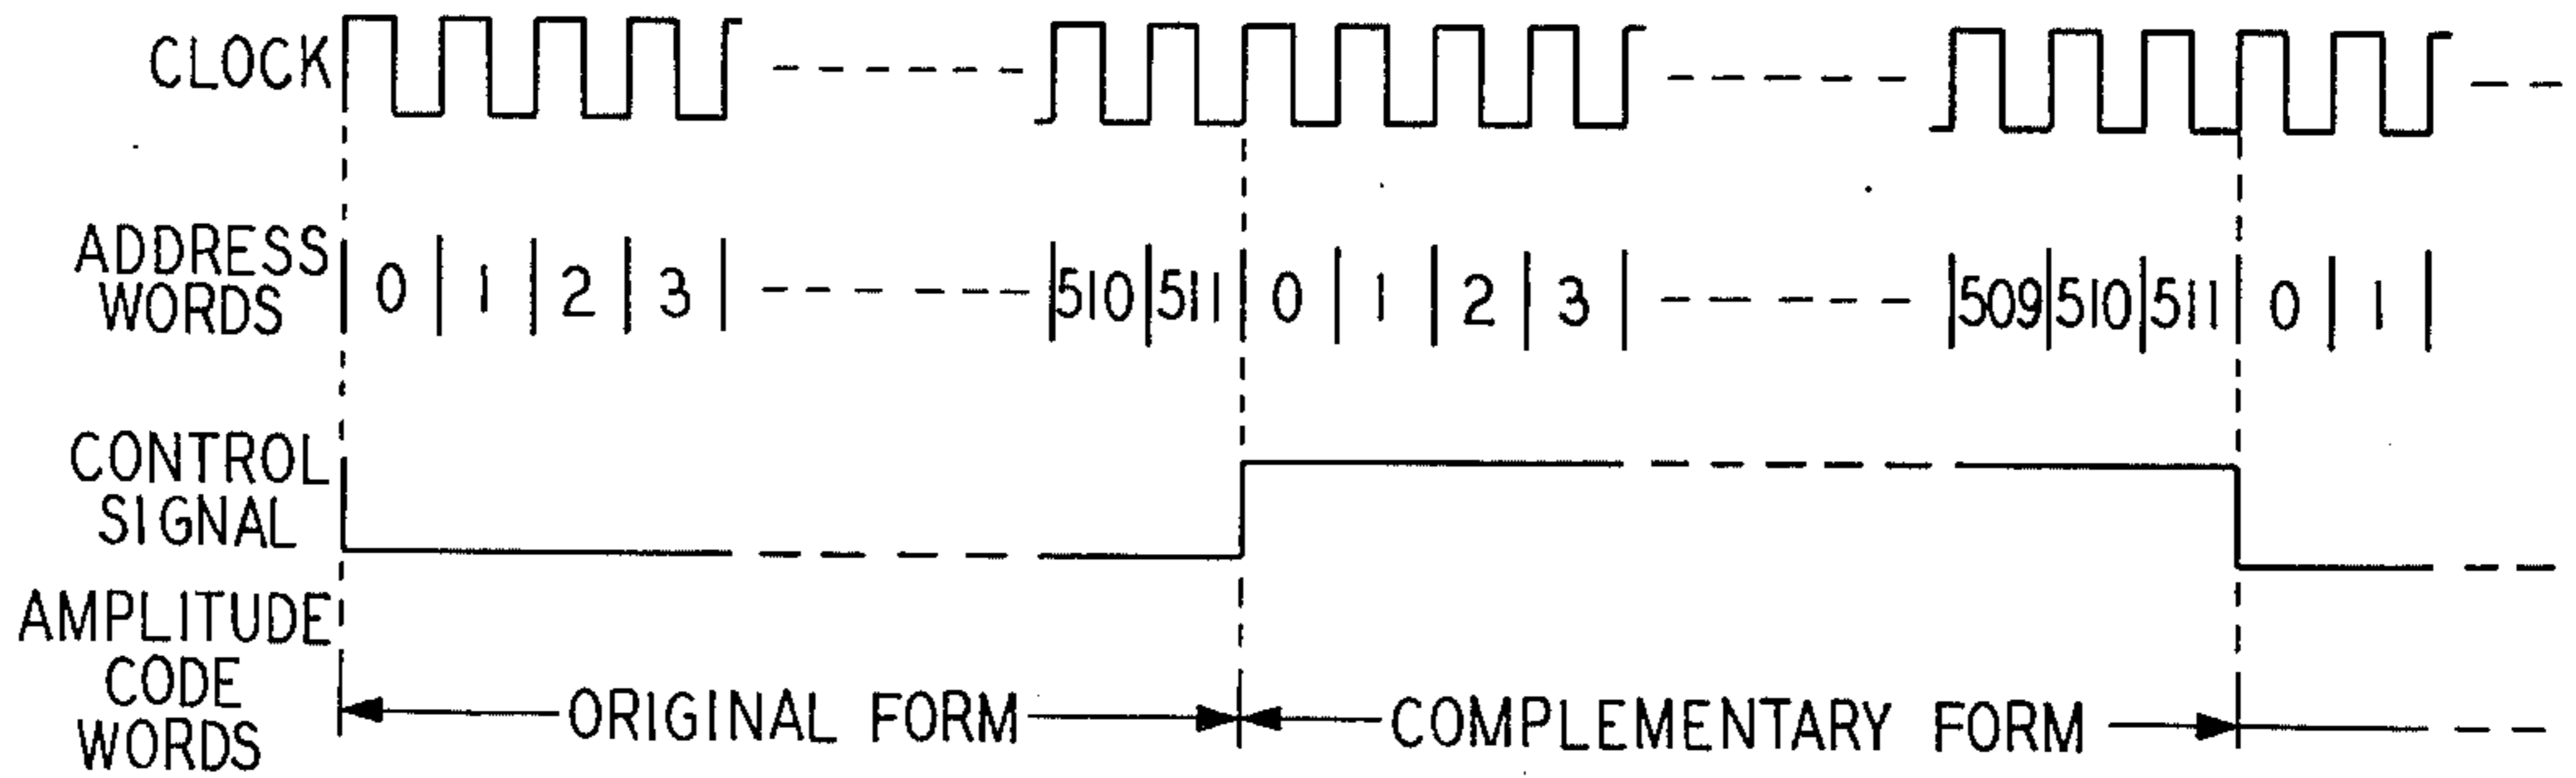 CLOCK
ADDRESS
WORDS
0 1 2 3 510 511 0 1 2 3 509 510 511 0 1
CONTROL
SIGNAL
AMPLITUDE
CODE
WORDS
ORIGINAL FORM COMPLEMENTARY FORM